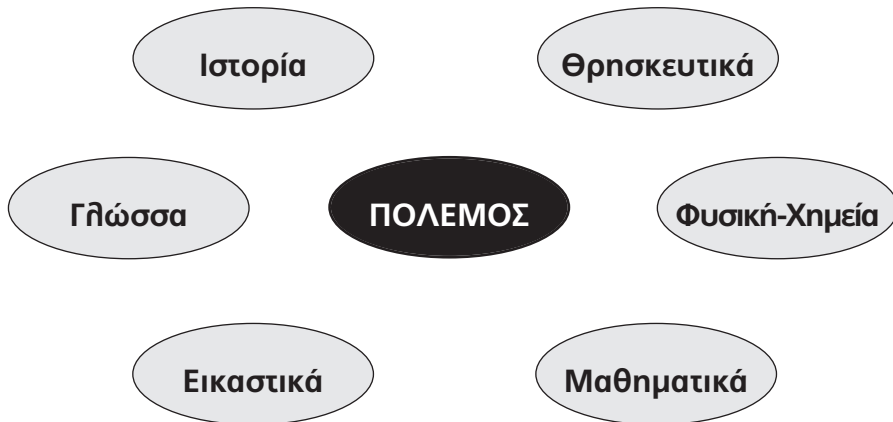 Ιστορία
Θρησκευτικά
Γλώσσα
ΠΟΛΕΜΟΣ
Φυσική-Χημεία
Εικαστικά
Μαθηματικά